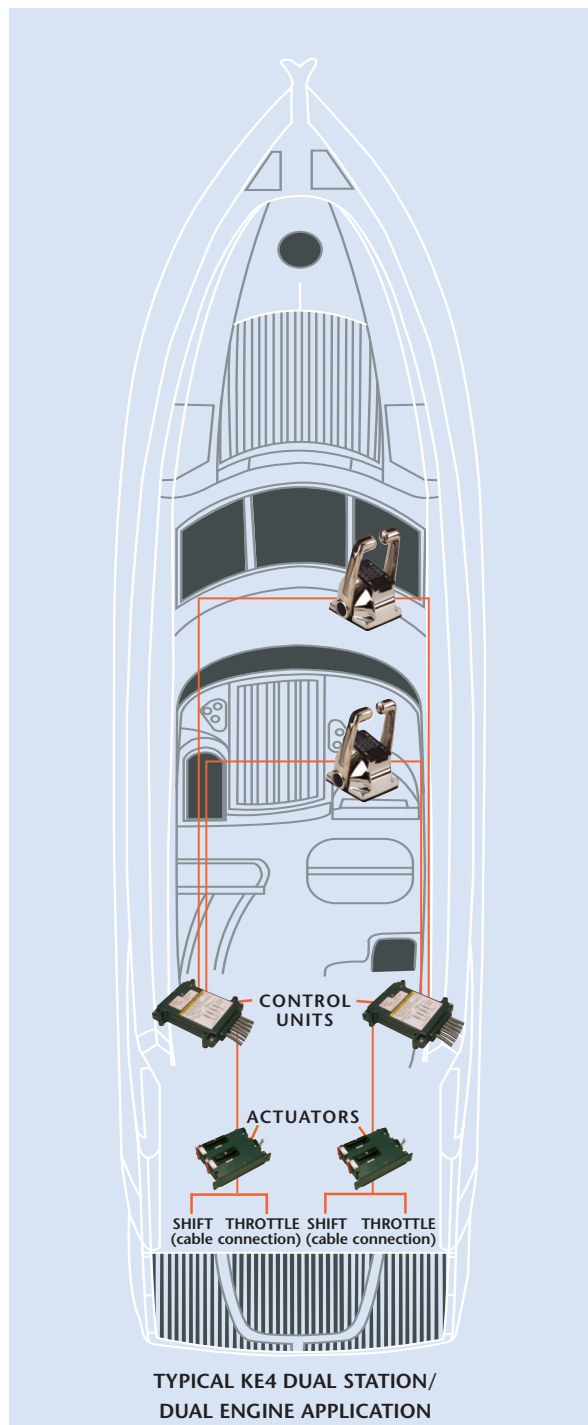 CONTROL
UNITS
ACTUATORS
SHIFT THROTTLE SHIFT THROTTLE
(cable connection) (cable connection)
TYPICAL KE4 DUAL STATION/
DUAL ENGINE APPLICATION